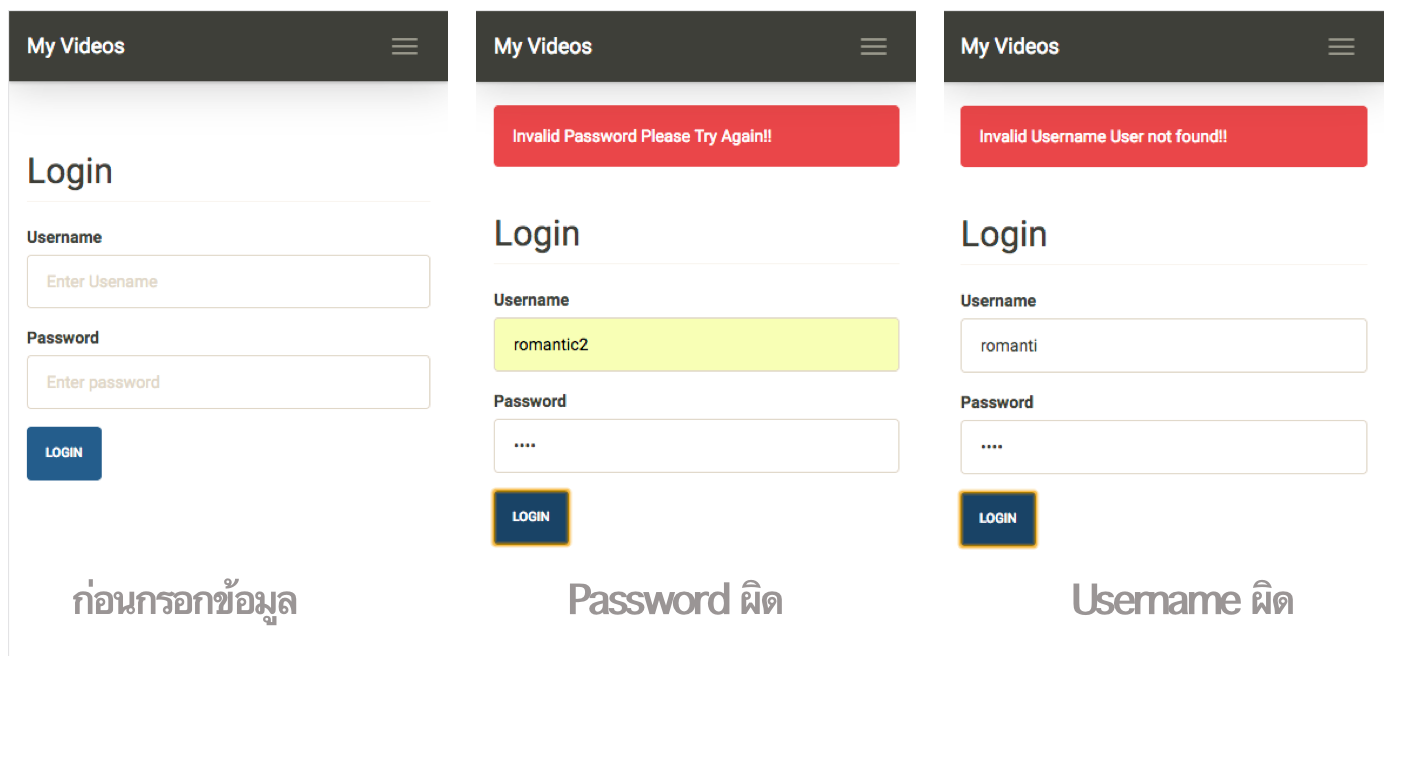 My Videos
Login
Username
Enter Usename
Password
Enter password
LOGIN
ก่อนกรอกข้อมูล
My Videos
Invalid Password Please Try Again!!
Login
Username
romantic2
Password
••••
LOGIN
Password ผิด
My Videos
Invalid Username User not found!!
Login
Username
romanti
Password
••••
LOGIN
Username ผิด